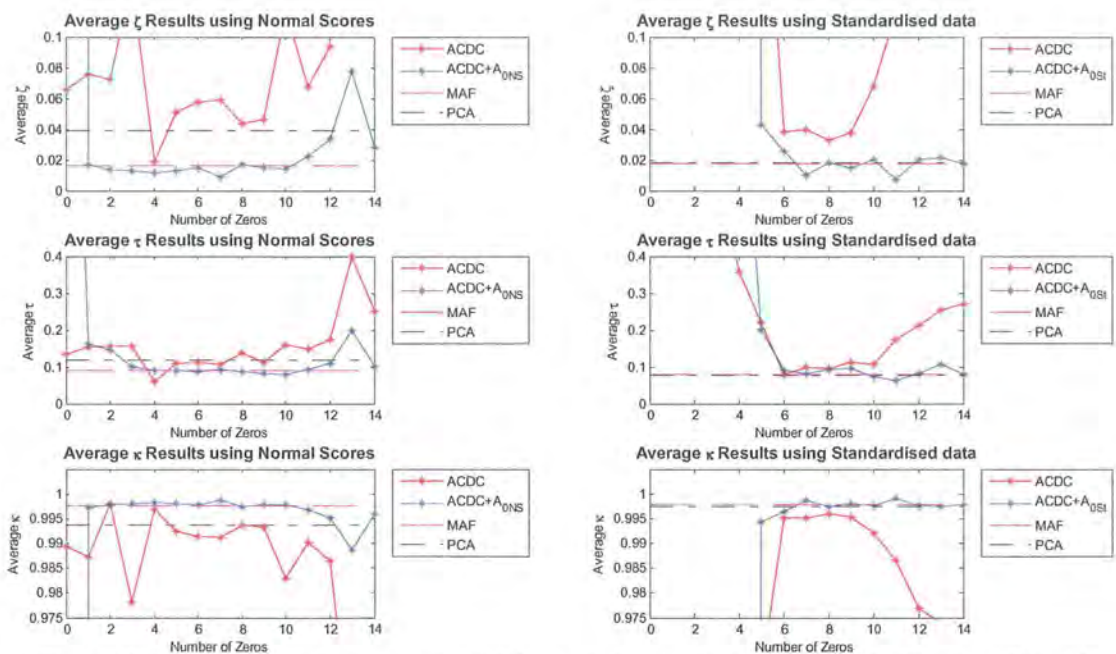 Average ζ Results using Normal Scores
0.1
0.08
0.06
0.04
0.02
0
Average ζ
0 2 4 6 8 10 12 14
Number of Zeros
ACDC
ACDC+A0NS
MAF
PCA
Average ζ Results using Standardised data
0.1
0.08
0.06
0.04
0.02
0
Average ζ
0 2 4 6 8 10 12 14
Number of Zeros
ACDC
ACDC+A0St
MAF
PCA
Average τ Results using Normal Scores
0.4
0.3
0.2
0.1
0
Average τ
0 2 4 6 8 10 12 14
Number of Zeros
ACDC
ACDC+A0NS
MAF
PCA
Average τ Results using Standardised data
0.4
0.3
0.2
0.1
0
Average τ
0 2 4 6 8 10 12 14
Number of Zeros
ACDC
ACDC+A0St
MAF
PCA
Average κ Results using Normal Scores
1
0.995
0.99
0.985
0.98
0.975
Average κ
0 2 4 6 8 10 12 14
Number of Zeros
ACDC
ACDC+A0NS
MAF
PCA
Average κ Results using Standardised data
1
0.995
0.99
0.985
0.98
0.975
Average κ
0 2 4 6 8 10 12 14
Number of Zeros
ACDC
ACDC+A0St
MAF
PCA